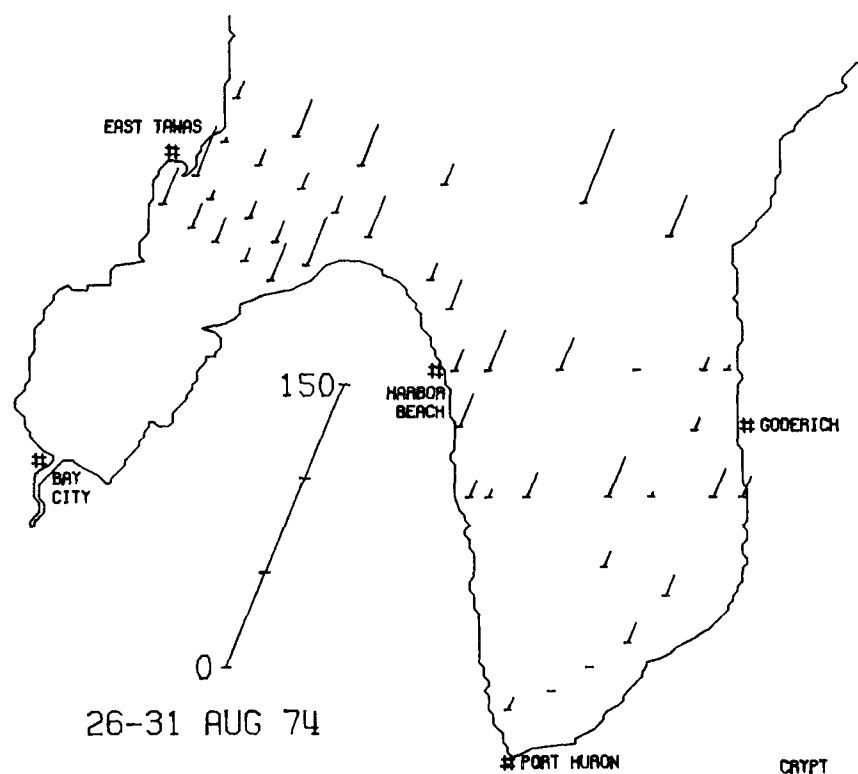 EAST TAWAS
150
HARBOR
BEACH
GODERICH
BAY
CITY
0
26-31 AUG 74
PORT HURON
CRYPT